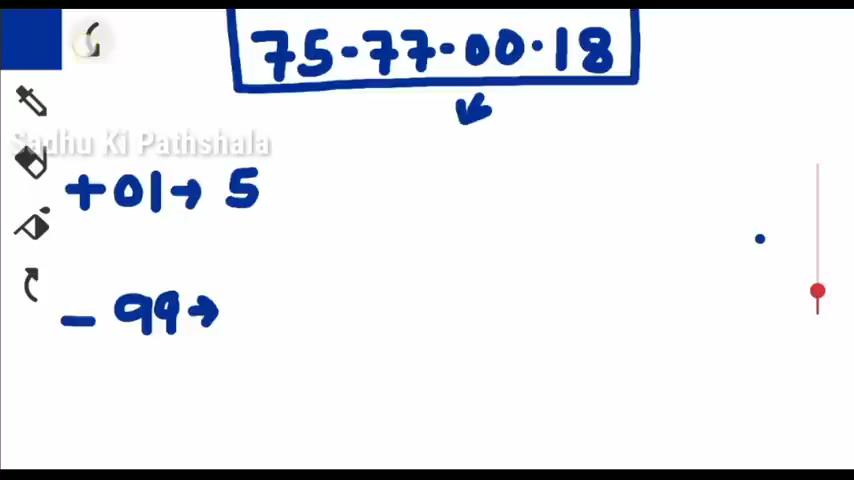 75-77-00·18
Sadhu Ki Pathshala
+01→ 5
- 99→